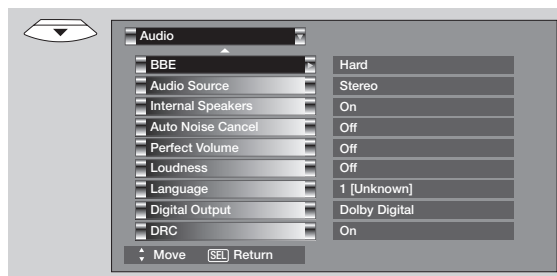 Audio
BBE Hard
Audio Source Stereo
Internal Speakers On
Auto Noise Cancel Off
Perfect Volume Off
Loudness Off
Language 1 [Unknown]
Digital Output Dolby Digital
DRC On
Move SEL Return